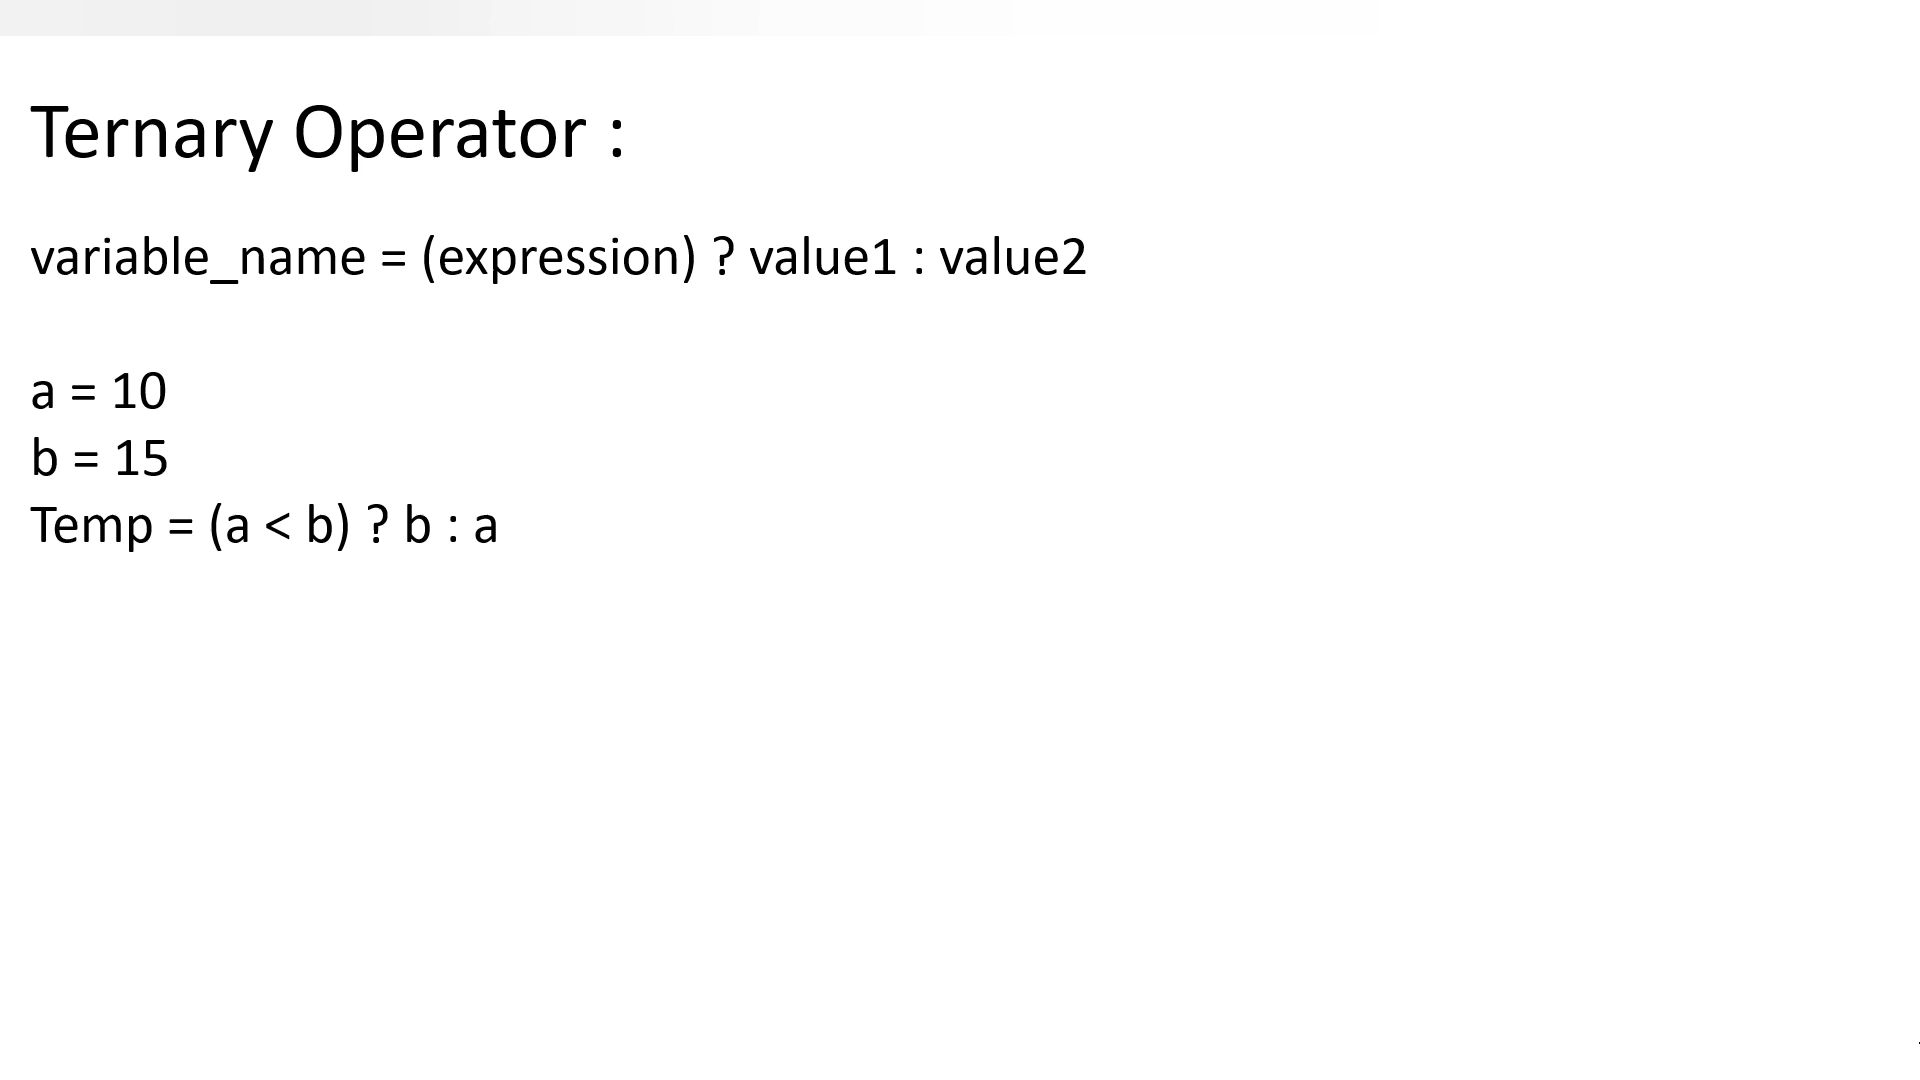 Ternary Operator :
variable_name = (expression) ? value1 : value2
a = 10
b = 15
Temp = (a < b) ? b : a